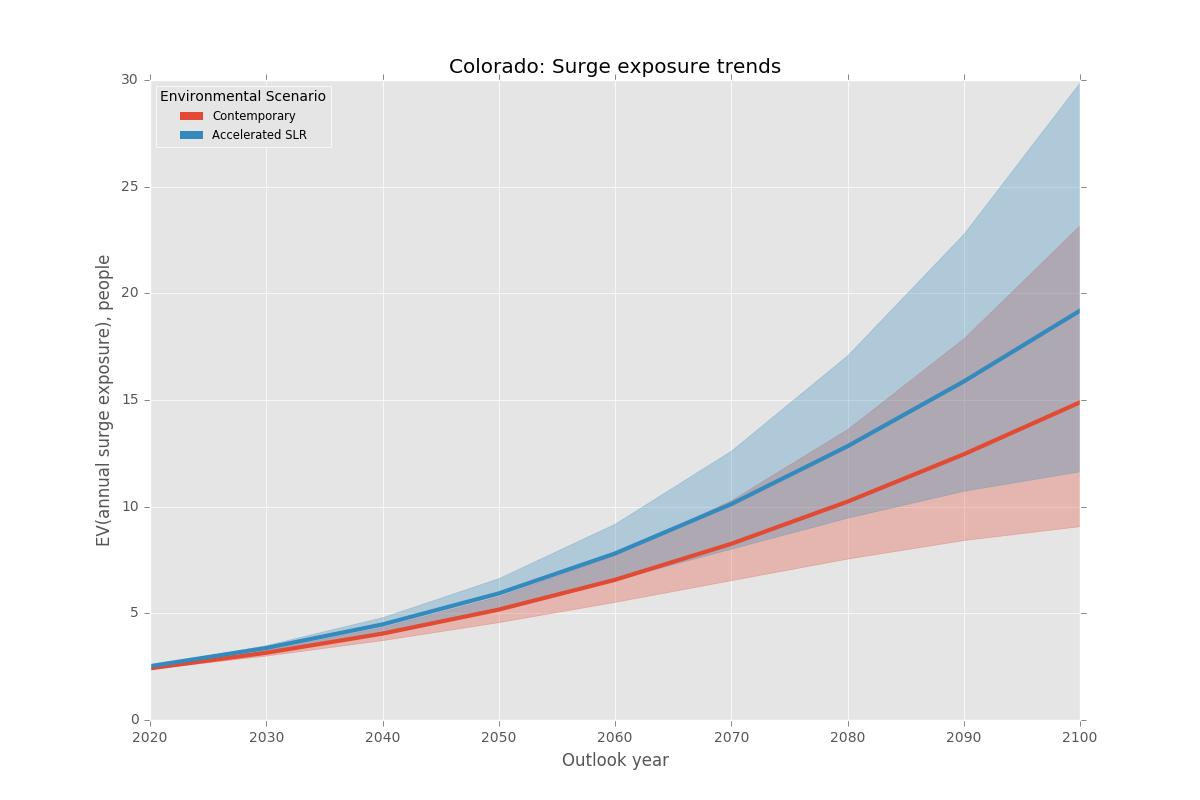 Colorado: Surge exposure trends
Environmental Scenario
Contemporary
Accelerated SLR
EV(annual surge exposure), people
30
25
20
15
10
5
0
2020 2030 2040 2050 2060 2070 2080 2090 2100
Outlook year